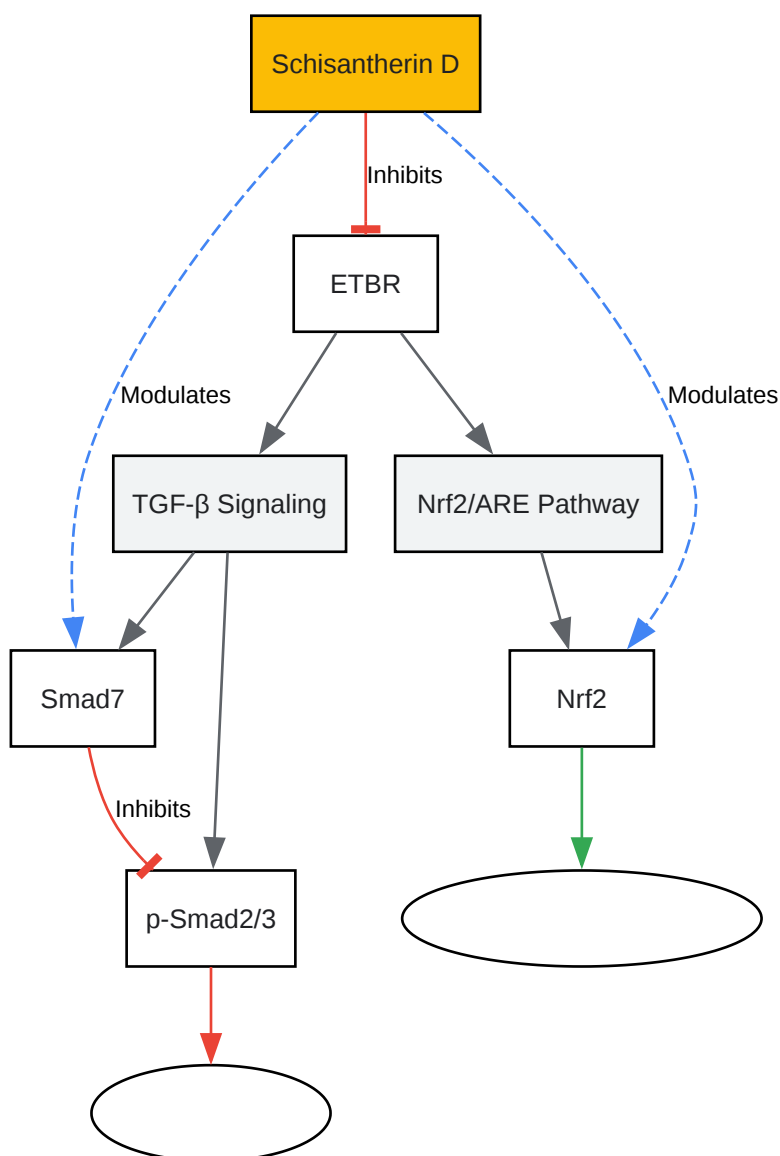 Schisantherin D
Inhibits
ETBR
Modulates
Modulates
TGF-β Signaling
Nrf2/ARE Pathway
Smad7
Nrf2
Inhibits
p-Smad2/3